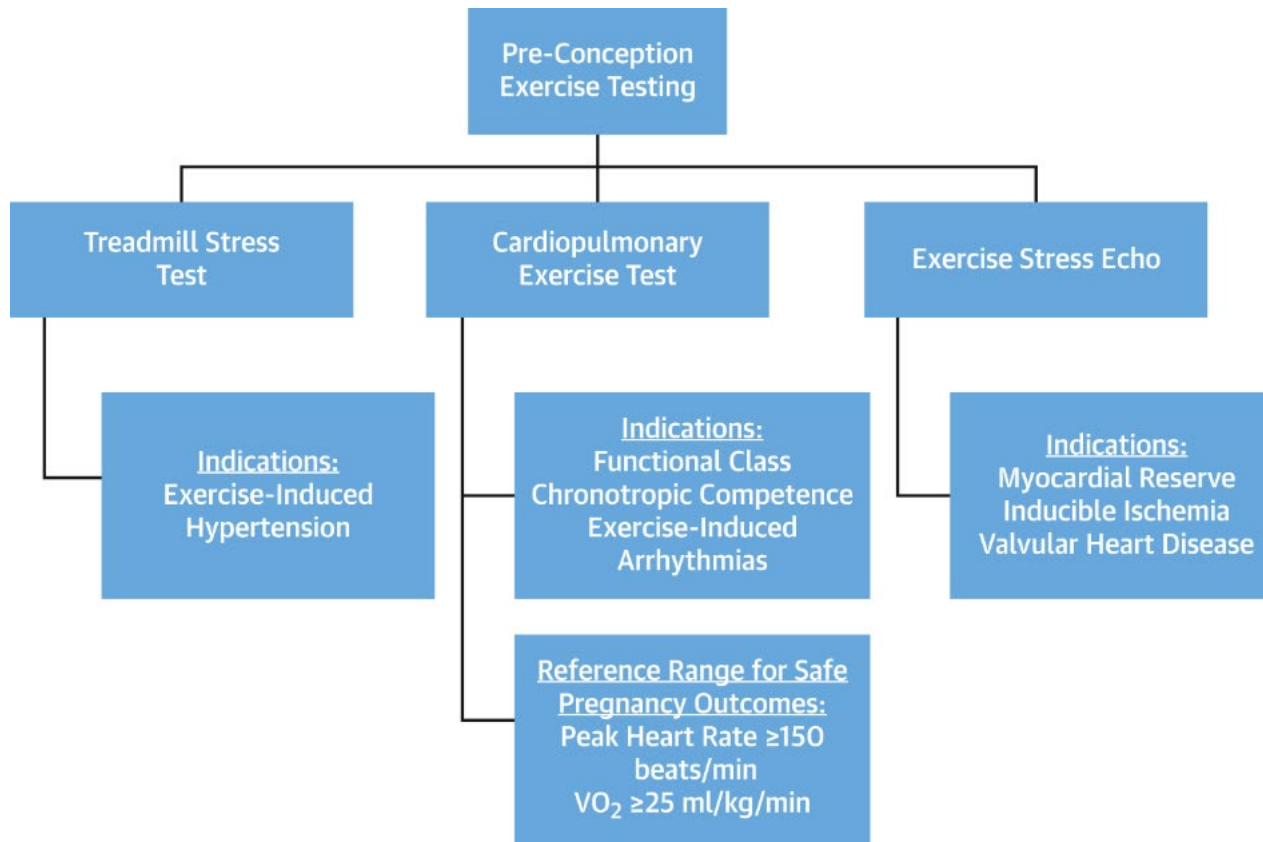 Pre-Conception
Exercise Testing
Treadmill Stress
Test
Cardiopulmonary
Exercise Test
Exercise Stress Echo
Indications:
Exercise-Induced
Hypertension
Indications:
Functional Class
Chronotropic Competence
Exercise-Induced
Arrhythmias
Indications:
Myocardial Reserve
Inducible Ischemia
Valvular Heart Disease
Reference Range for Safe
Pregnancy Outcomes:
Peak Heart Rate ≥150
beats/min
VO₂ ≥25 ml/kg/min